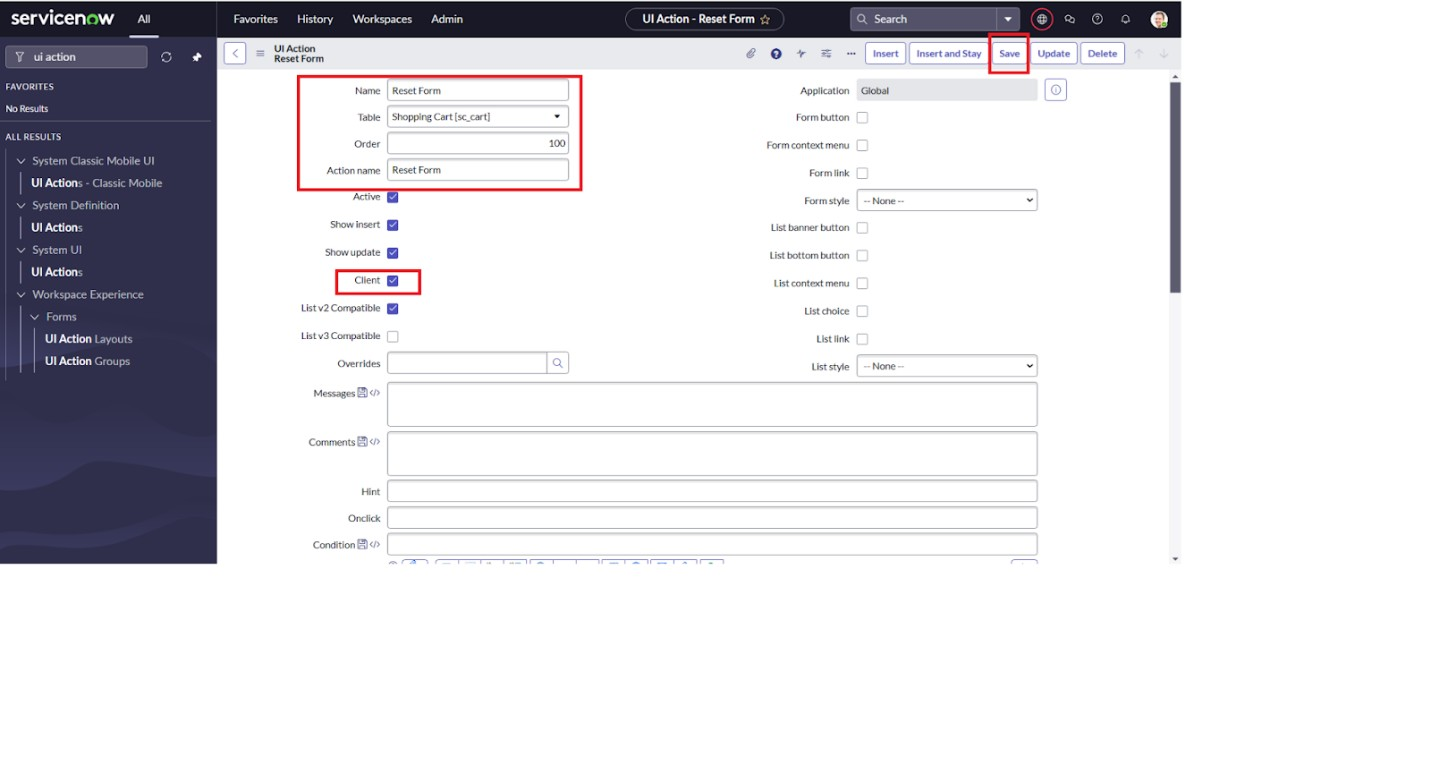 servicenow All Favorites History Workspaces Admin UI Action - Reset Form Search
ui action
FAVORITES
No Results
ALL RESULTS
System Classic Mobile UI
UI Actions - Classic Mobile
System Definition
UI Actions
System UI
UI Actions
Workspace Experience
Forms
UI Action Layouts
UI Action Groups
UI Action
Reset Form
Insert Insert and Stay Save Update Delete
Name Reset Form
Table Shopping Cart [sc_cart]
Order 100
Action name Reset Form
Active
Show insert
Show update
Client
List v2 Compatible
List v3 Compatible
Overrides
Application Global
Form button
Form context menu
Form link
Form style -- None --
List banner button
List bottom button
List context menu
List choice
List link
List style -- None --
Messages
Comments
Hint
Onclick
Condition